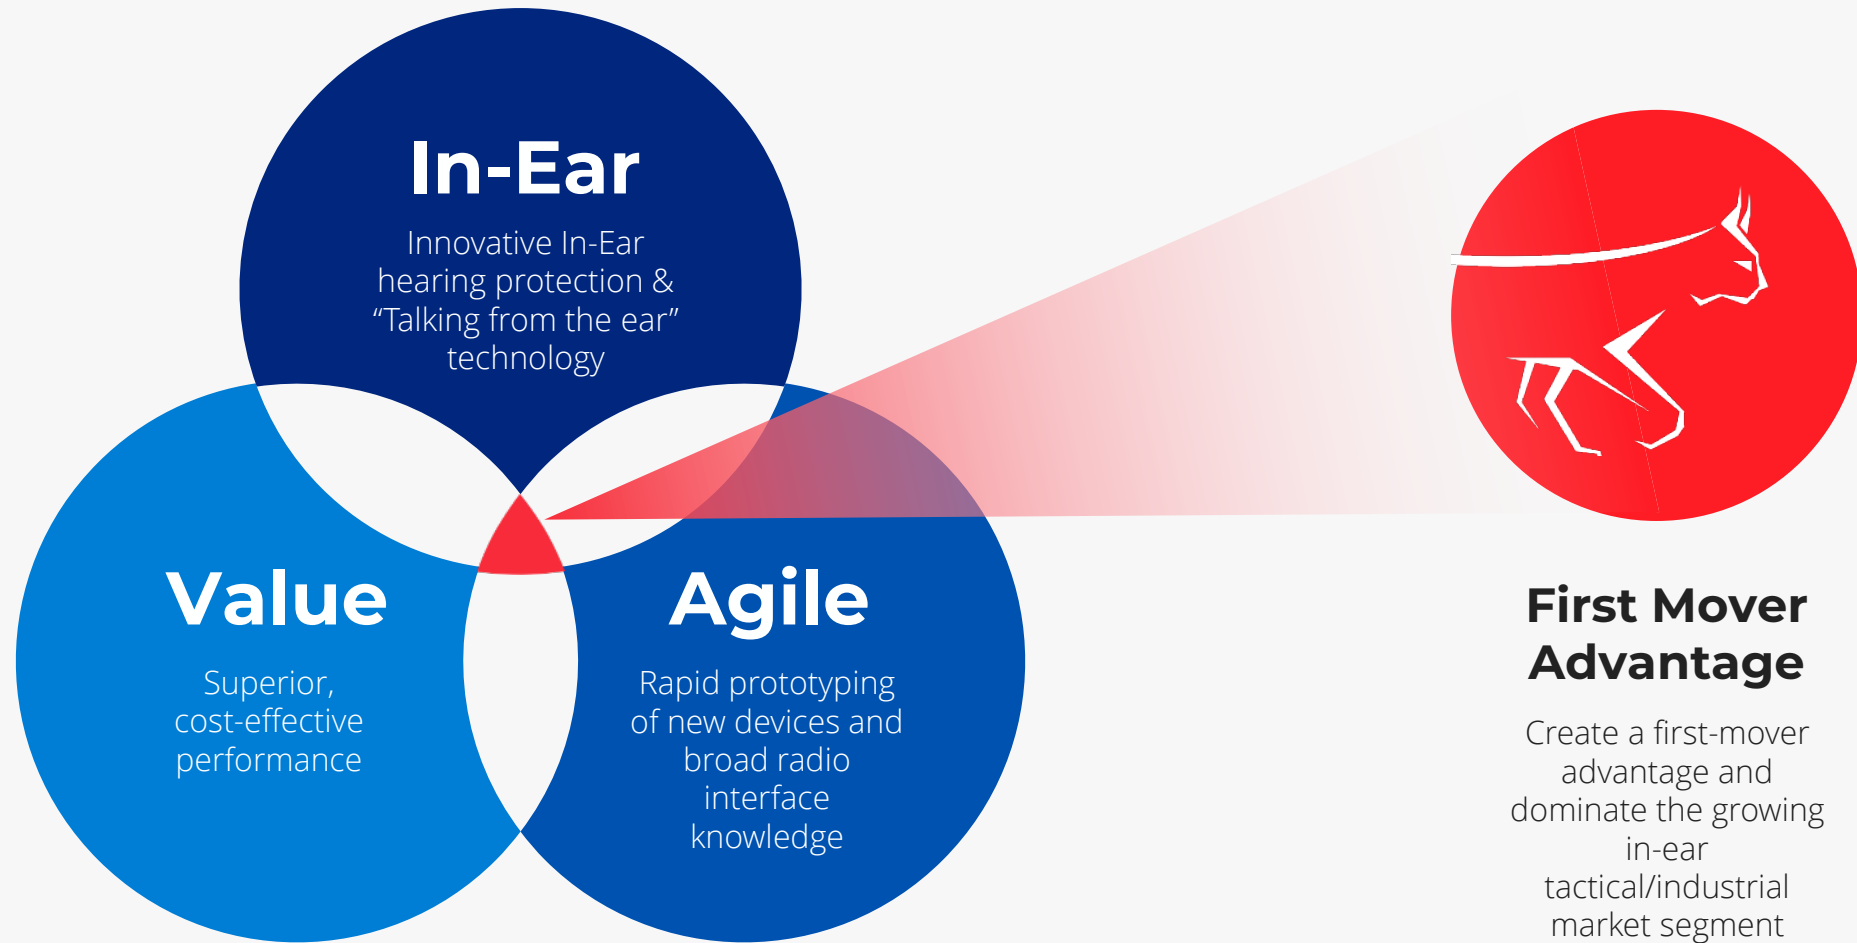 In-Ear
Innovative In-Ear
hearing protection &
“Talking from the ear”
technology
Value
Superior,
cost-effective
performance
Agile
Rapid prototyping
of new devices and
broad radio
interface
knowledge
First Mover
Advantage
Create a first-mover
advantage and
dominate the growing
in-ear
tactical/industrial
market segment